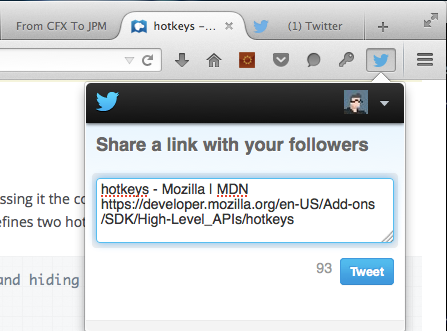 From CFX To JPM
hotkeys –...
(1) Twitter
Share a link with your followers
ssing it the co
hotkeys - Mozilla | MDN
https://developer.mozilla.org/en-US/Add-ons
/SDK/High-Level_APIs/hotkeys
efines two hot
93
Tweet
and hiding